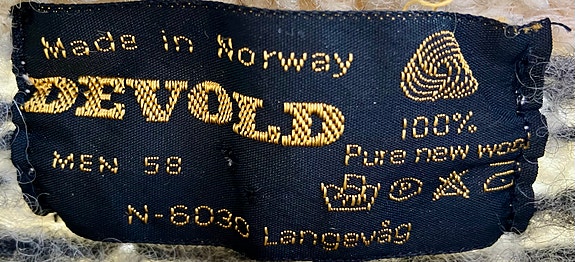 Made in Norway
DEVOLD
100%
Pure new wool
MEN 58
N-6030 Langevåg